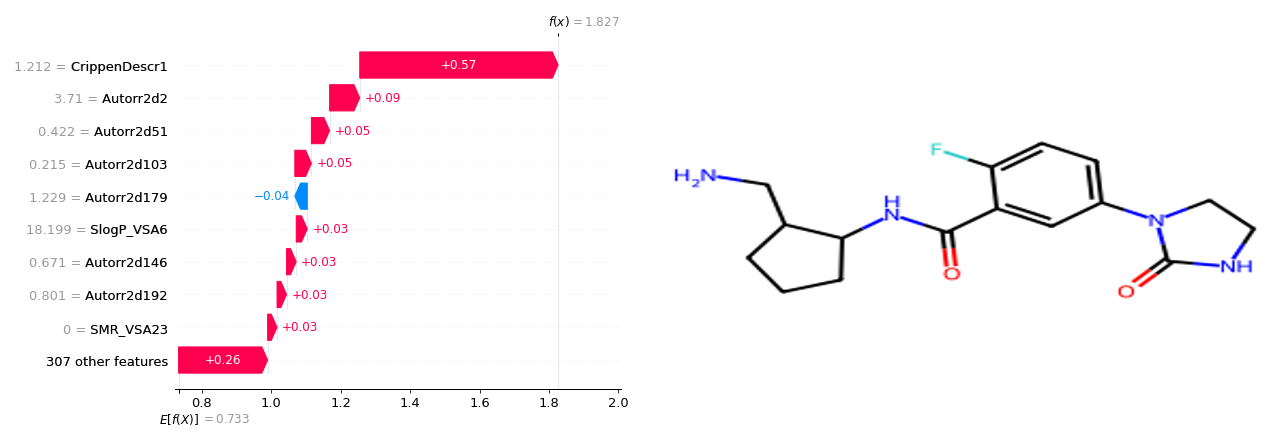 f(x) = 1.827
1.212 = CrippenDescr1 +0.57
3.71 = Autorr2d2 +0.09
0.422 = Autorr2d51 +0.05
0.215 = Autorr2d103 +0.05
1.229 = Autorr2d179 −0.04
18.199 = SlogP_VSA6 +0.03
0.671 = Autorr2d146 +0.03
0.801 = Autorr2d192 +0.03
0 = SMR_VSA23 +0.03
307 other features +0.26
0.8 1.0 1.2 1.4 1.6 1.8 2.0
E[f(X)] = 0.733
F
H₂N
H
N
N
O
NH
O